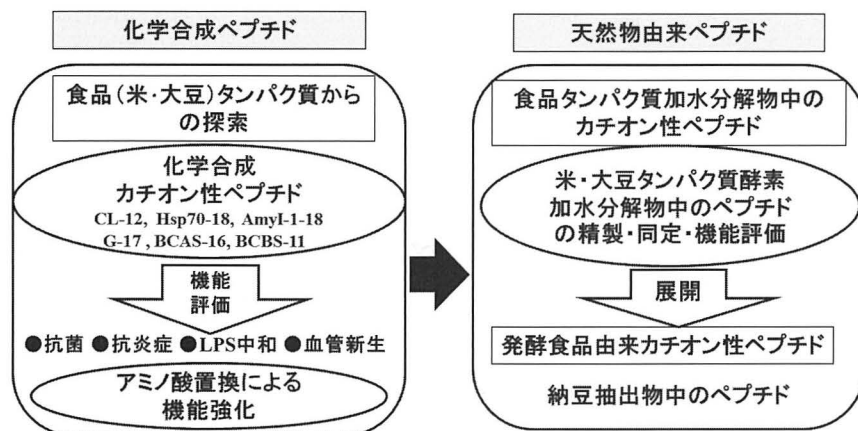 化学合成ペプチド
食品（米・大豆）タンパク質から
の探索
化学合成
カチオン性ペプチド
CL-12, Hsp70-18, AmyI-1-18
G-17 , BCAS-16, BCBS-11
機能
評価
●抗菌 ●抗炎症 ●LPS中和 ●血管新生
アミノ酸置換による
機能強化
天然物由来ペプチド
食品タンパク質加水分解物中の
カチオン性ペプチド
米・大豆タンパク質酵素
加水分解物中のペプチド
の精製・同定・機能評価
展開
発酵食品由来カチオン性ペプチド
納豆抽出物中のペプチド